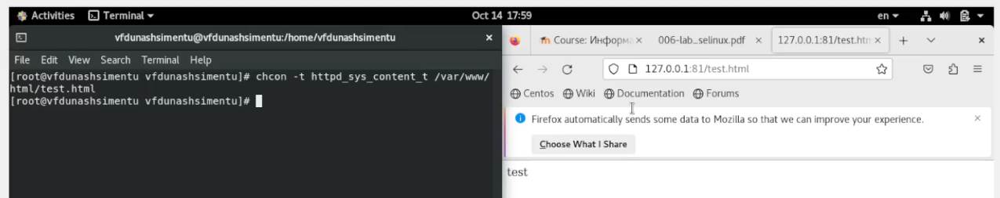 Activities Terminal Oct 14 17:59 en
vfdunashsimentu@vfdunashsimentu:/home/vfdunashsimentu ×
File Edit View Search Terminal Help
[root@vfdunashsimentu vfdunashsimentu]# chcon -t httpd_sys_content_t /var/www/
html/test.html
[root@vfdunashsimentu vfdunashsimentu]#
Course: Информа × 006-lab_selinux.pdf × 127.0.0.1:81/test.htm ×
127.0.0.1:81/test.html
Centos Wiki Documentation Forums
Firefox automatically sends some data to Mozilla so that we can improve your experience.
Choose What I Share
test